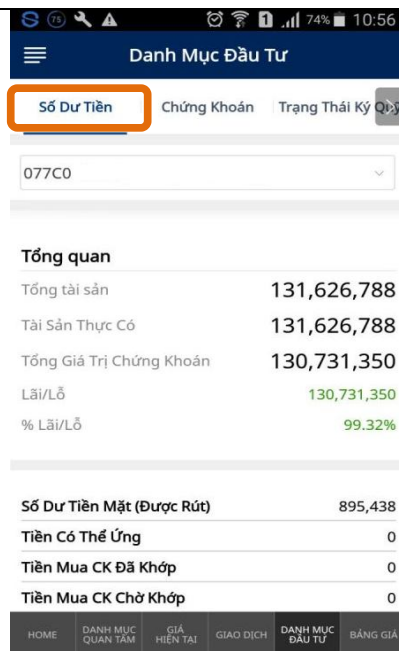 75 1 74% 10:56
Danh Mục Đầu Tư
Số Dư Tiền Chứng Khoán Trạng Thái Ký Quỹ
077C0
Tổng quan
Tổng tài sản 131,626,788
Tài Sản Thực Có 131,626,788
Tổng Giá Trị Chứng Khoán 130,731,350
Lãi/Lỗ 130,731,350
% Lãi/Lỗ 99.32%
Số Dư Tiền Mặt (Được Rút) 895,438
Tiền Có Thể Ứng 0
Tiền Mua CK Đã Khớp 0
Tiền Mua CK Chờ Khớp 0
HOME DANH MỤC QUAN TÂM GIÁ HIỆN TẠI GIAO DỊCH DANH MỤC ĐẦU TƯ BẢNG GIÁ